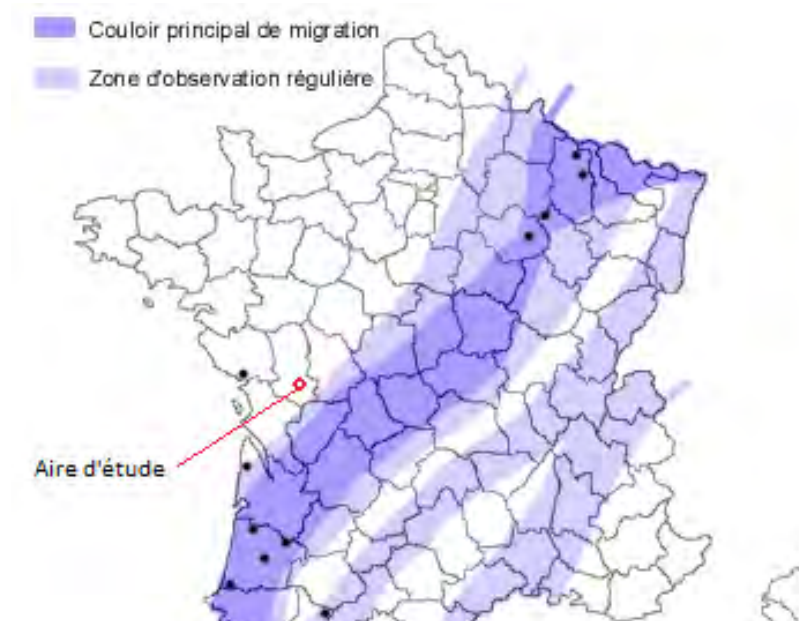 Couloir principal de migration
Zone d'observation régulière
Aire d'étude